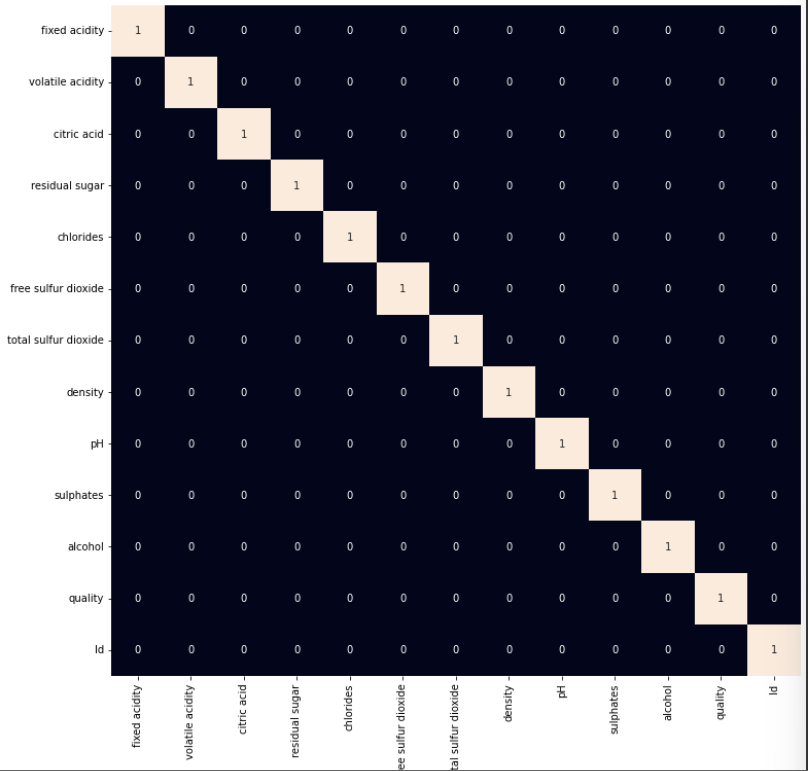 fixed acidity 1 0 0 0 0 0 0 0 0 0 0 0 0
volatile acidity 0 1 0 0 0 0 0 0 0 0 0 0 0
citric acid 0 0 1 0 0 0 0 0 0 0 0 0 0
residual sugar 0 0 0 1 0 0 0 0 0 0 0 0 0
chlorides 0 0 0 0 1 0 0 0 0 0 0 0 0
free sulfur dioxide 0 0 0 0 0 1 0 0 0 0 0 0 0
total sulfur dioxide 0 0 0 0 0 0 1 0 0 0 0 0 0
density 0 0 0 0 0 0 0 1 0 0 0 0 0
pH 0 0 0 0 0 0 0 0 1 0 0 0 0
sulphates 0 0 0 0 0 0 0 0 0 1 0 0 0
alcohol 0 0 0 0 0 0 0 0 0 0 1 0 0
quality 0 0 0 0 0 0 0 0 0 0 0 1 0
Id 0 0 0 0 0 0 0 0 0 0 0 0 1
fixed acidity
volatile acidity
citric acid
residual sugar
chlorides
ee sulfur dioxide
tal sulfur dioxide
density
pH
sulphates
alcohol
quality
Id